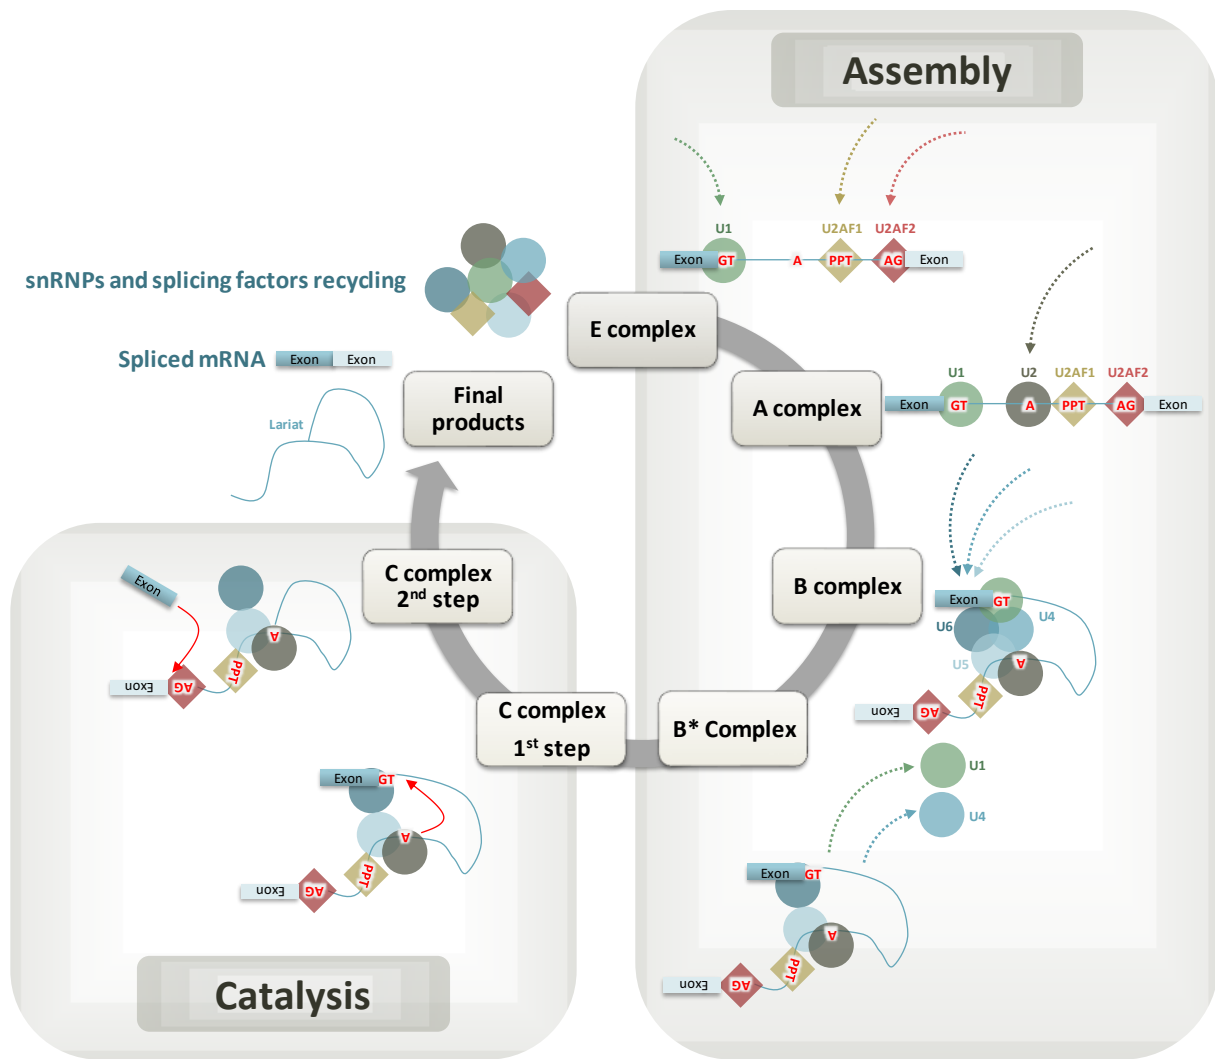 Assembly
U1
U2AF1
U2AF2
Exon
GT
A
PPT
AG
Exon
snRNPs and splicing factors recycling
E complex
Spliced mRNA
Exon
Exon
Final
products
Lariat
A complex
U1
U2
U2AF1
U2AF2
Exon
GT
A
PPT
AG
Exon
B complex
Exon
GT
U6
U4
U5
A
PPT
AG
Exon
C complex
2nd step
Exon
A
PPT
AG
Exon
C complex
1st step
B* Complex
U1
U4
Exon
GT
A
PPT
AG
Exon
Exon
GT
A
PPT
AG
Exon
Catalysis